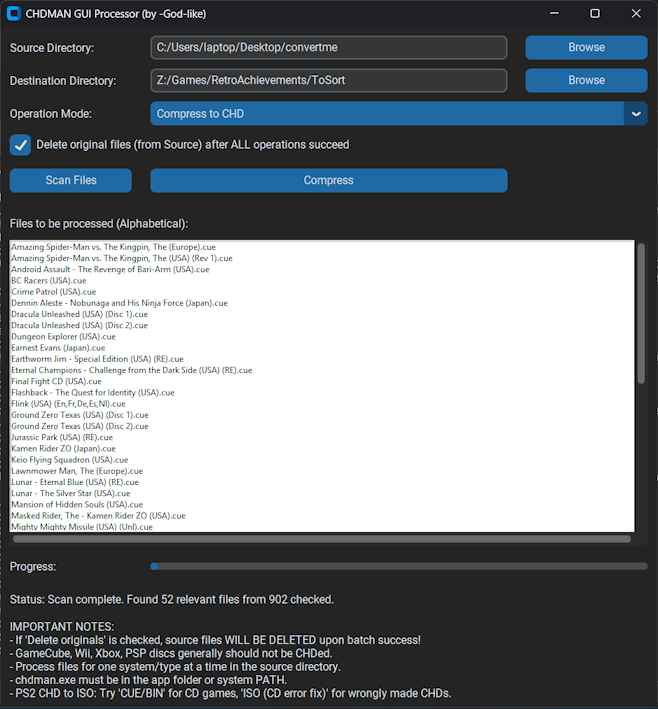 CHDMAN GUI Processor (by -God-like)
Source Directory: C:/Users/laptop/Desktop/convertme Browse
Destination Directory: Z:/Games/RetroAchievements/ToSort Browse
Operation Mode: Compress to CHD
Delete original files (from Source) after ALL operations succeed
Scan Files Compress
Files to be processed (Alphabetical):
Amazing Spider-Man vs. The Kingpin, The (Europe).cue
Amazing Spider-Man vs. The Kingpin, The (USA) (Rev 1).cue
Android Assault - The Revenge of Bari-Arm (USA).cue
BC Racers (USA).cue
Crime Patrol (USA).cue
Dennin Aleste - Nobunaga and His Ninja Force (Japan).cue
Dracula Unleashed (USA) (Disc 1).cue
Dracula Unleashed (USA) (Disc 2).cue
Dungeon Explorer (USA).cue
Earnest Evans (Japan).cue
Earthworm Jim - Special Edition (USA) (RE).cue
Eternal Champions - Challenge from the Dark Side (USA) (RE).cue
Final Fight CD (USA).cue
Flashback - The Quest for Identity (USA).cue
Flink (USA) (En,Fr,De,Es,Nl).cue
Ground Zero Texas (USA) (Disc 1).cue
Ground Zero Texas (USA) (Disc 2).cue
Jurassic Park (USA) (RE).cue
Kamen Rider ZO (Japan).cue
Keio Flying Squadron (USA).cue
Lawnmower Man, The (Europe).cue
Lunar - Eternal Blue (USA) (RE).cue
Lunar - The Silver Star (USA).cue
Mansion of Hidden Souls (USA).cue
Masked Rider, The - Kamen Rider ZO (USA).cue
Mighty Mighty Missile (USA) (Unl).cue
Progress:
Status: Scan complete. Found 52 relevant files from 902 checked.
IMPORTANT NOTES:
- If 'Delete originals' is checked, source files WILL BE DELETED upon batch success!
- GameCube, Wii, Xbox, PSP discs generally should not be CHDed.
- Process files for one system/type at a time in the source directory.
- chdman.exe must be in the app folder or system PATH.
- PS2 CHD to ISO: Try 'CUE/BIN' for CD games, 'ISO (CD error fix)' for wrongly made CHDs.